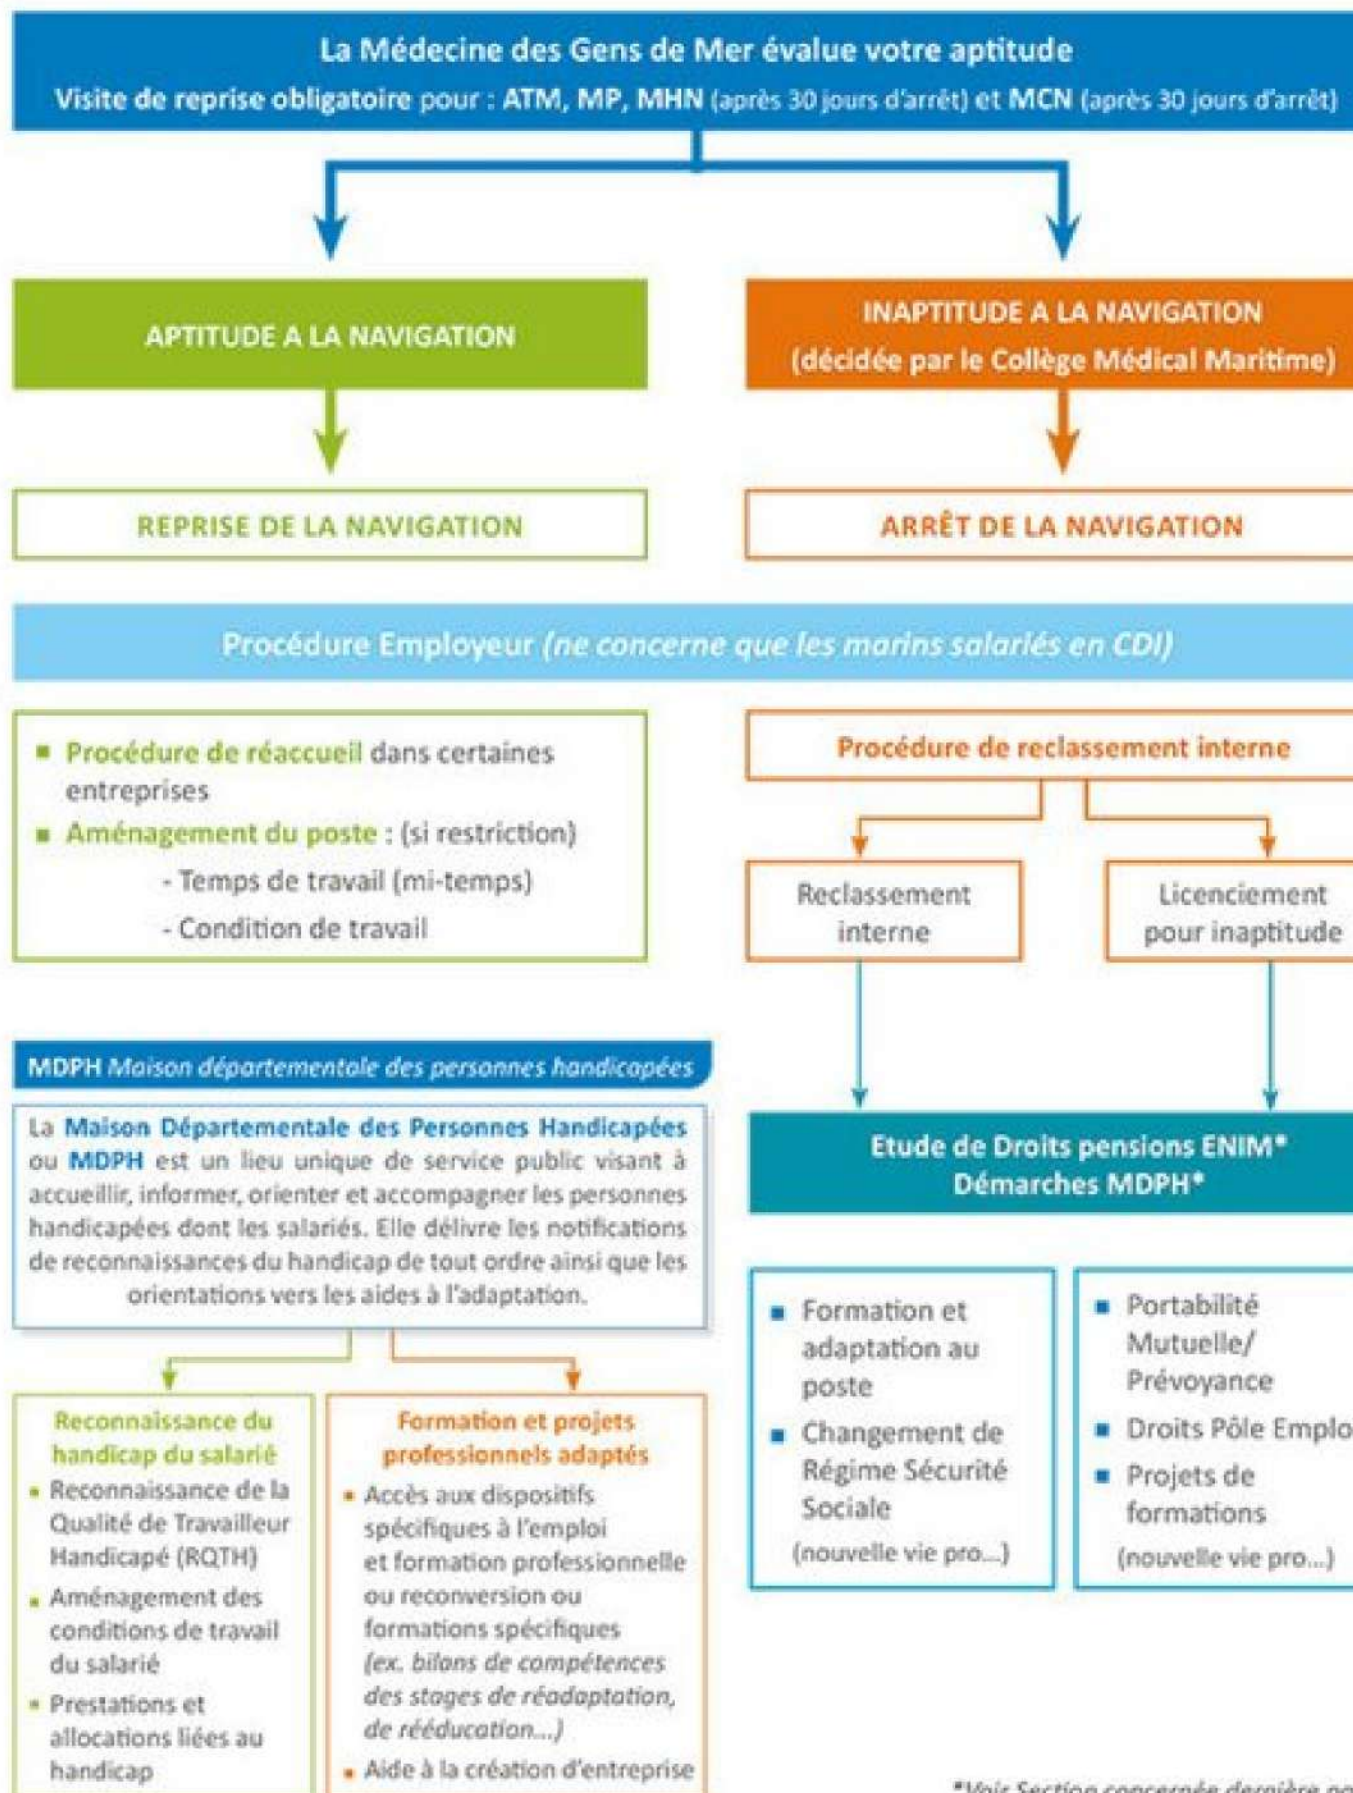 La Médecine des Gens de Mer évalue votre aptitude
Visite de reprise obligatoire pour : ATM, MP, MHN (après 30 jours d'arrêt) et MCN (après 30 jours d'arrêt)
APTITUDE A LA NAVIGATION
INAPTITUDE A LA NAVIGATION
(décidée par le Collège Médical Maritime)
REPRISE DE LA NAVIGATION
ARRÊT DE LA NAVIGATION
Procédure Employeur (ne concerne que les marins salariés en CDI)
■ Procédure de réaccueil dans certaines
entreprises
■ Aménagement du poste : (si restriction)
- Temps de travail (mi-temps)
- Condition de travail
Procédure de reclassement interne
Reclassement
interne
Licenciement
pour inaptitude
MDPH Maison départementale des personnes handicapées
La Maison Départementale des Personnes Handicapées
ou MDPH est un lieu unique de service public visant à
accueillir, informer, orienter et accompagner les personnes
handicapées dont les salariés. Elle délivre les notifications
de reconnaissances du handicap de tout ordre ainsi que les
orientations vers les aides à l'adaptation.
Reconnaissance du
handicap du salarié
▪ Reconnaissance de la
Qualité de Travailleur
Handicapé (RQTH)
▪ Aménagement des
conditions de travail
du salarié
▪ Prestations et
allocations liées au
handicap
Formation et projets
professionnels adaptés
▪ Accès aux dispositifs
spécifiques à l'emploi
et formation professionnelle
ou reconversion ou
formations spécifiques
(ex. bilans de compétences
des stages de réadaptation,
de rééducation...)
▪ Aide à la création d'entreprise
Etude de Droits pensions ENIM*
Démarches MDPH*
■ Formation et
adaptation au
poste
■ Changement de
Régime Sécurité
Sociale
(nouvelle vie pro...)
■ Portabilité
Mutuelle/
Prévoyance
■ Droits Pôle Emplo
■ Projets de
formations
(nouvelle vie pro...)
*Voir Section concernée dernière